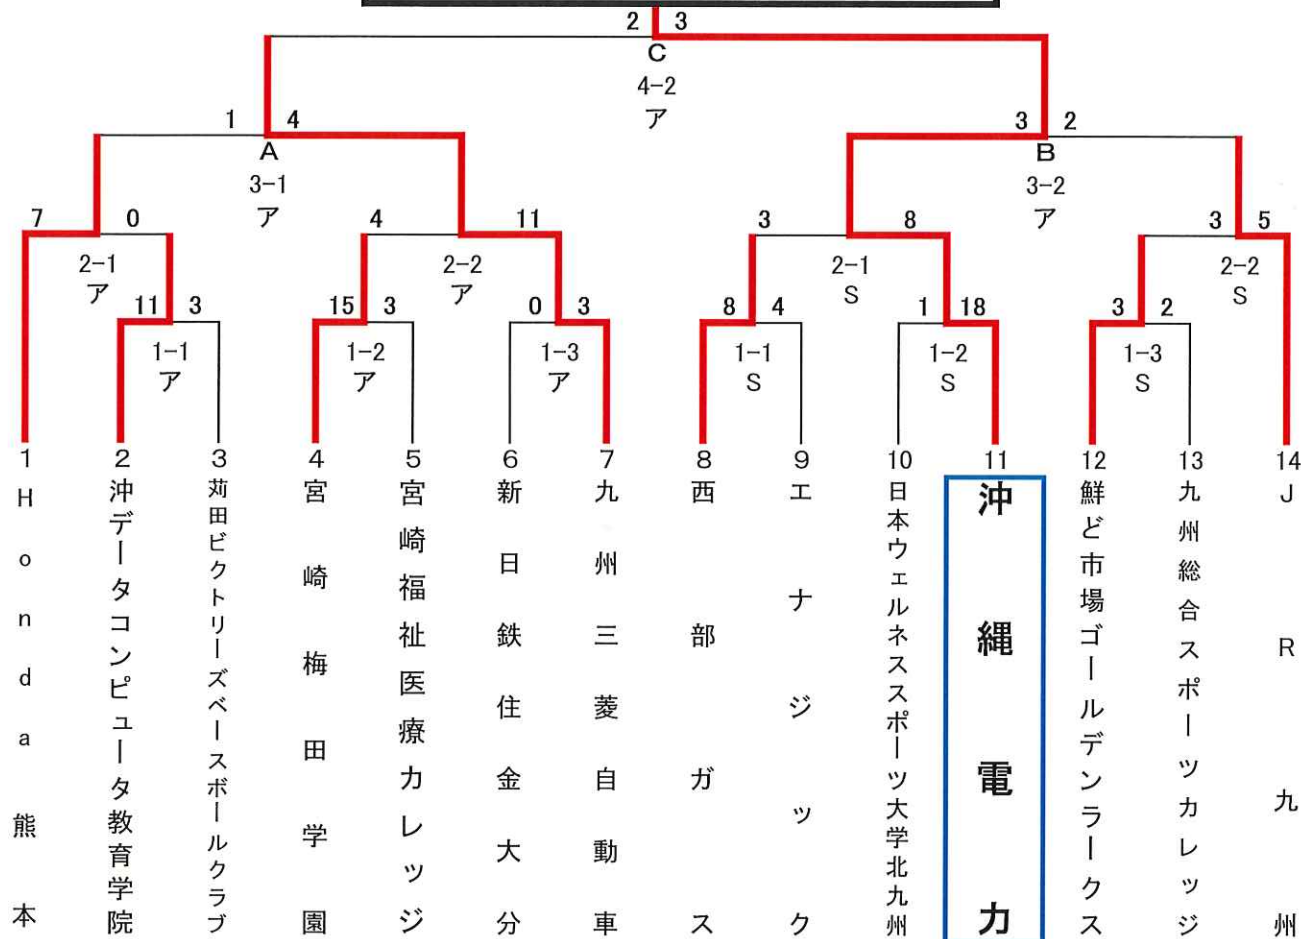 2 3
C
4-2
ア
1 4
A
3-1
ア
3 2
B
3-2
ア
7 0
2-1
ア
4 11
2-2
ア
3 8
2-1
S
3 5
2-2
S
11 3
1-1
ア
15 3
1-2
ア
0 3
1-3
ア
8 4
1-1
S
1 18
1-2
S
3 2
1-3
S
1
Honda熊本
2
沖データコンピュータ教育学院
3
苅田ビクトリーズベースボールクラブ
4
宮崎梅田学園
5
宮崎福祉医療カレッジ
6
新日鉄住金大分
7
九州三菱自動車
8
西部ガス
9
エナジック
10
日本ウェルネススポーツ大学北九州
11
沖縄電力
12
鮮ど市場ゴールデンラークス
13
九州総合スポーツカレッジ
14
JR九州